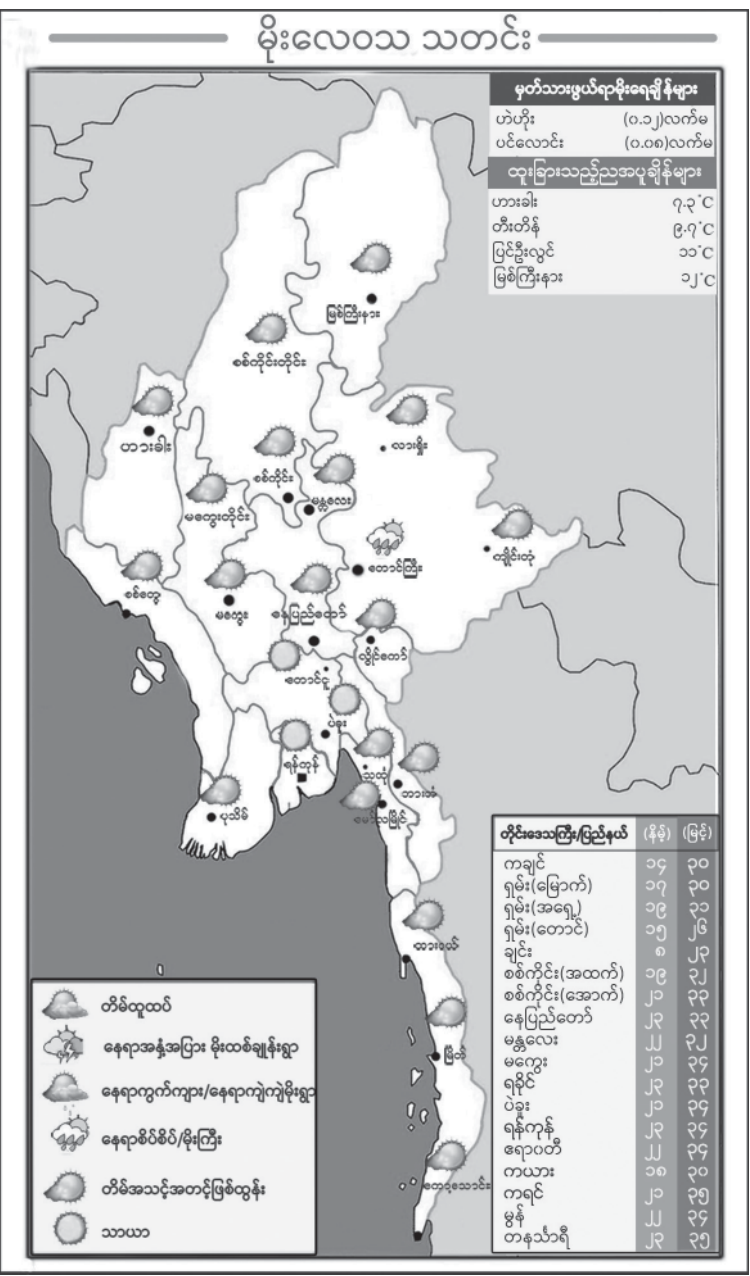 မိုးလေဝသ သတင်း
မှတ်သားဖွယ်ရာမိုးရေချိန်များ
ဟဲဟိုး (၀.၁၂)လက်မ
ပင်လောင်း (၀.၀၈)လက်မ
ထူးခြားသည့်ညအပူချိန်များ
ဟားခါး ၇.၃°C
တီးတိန် ၉.၇°C
ပြင်ဦးလွင် ၁၁°C
မြစ်ကြီးနား ၁၂°C
မြစ်ကြီးနား
စစ်ကိုင်းတိုင်း
ဟားခါး
လားရှိုး
စစ်ကိုင်း
မန္တလေး
မကွေးတိုင်း
ကျိုင်းတုံ
တောင်ကြီး
စစ်တွေ
မကွေး
နေပြည်တော်
လွိုင်ကော်
တောင်ငူ
ပဲခူး
ရန်ကုန်
သထုံ
ဘားအံ
ပုသိမ်
မော်လမြိုင်
ထားဝယ်
မြိတ်
ကော့သောင်း
တိုင်းဒေသကြီး/ပြည်နယ် (နိမ့်) (မြင့်)
ကချင် ၁၄ ၃၀
ရှမ်း(မြောက်) ၁၇ ၃၀
ရှမ်း(အရှေ့) ၁၉ ၃၁
ရှမ်း(တောင်) ၁၅ ၂၆
ချင်း ၈ ၂၃
စစ်ကိုင်း(အထက်) ၁၉ ၃၂
စစ်ကိုင်း(အောက်) ၂၁ ၃၃
နေပြည်တော် ၂၃ ၃၃
မန္တလေး ၂၂ ၃၂
မကွေး ၂၁ ၃၄
ရခိုင် ၂၃ ၃၃
ပဲခူး ၂၁ ၃၄
ရန်ကုန် ၂၃ ၃၄
ဧရာဝတီ ၂၂ ၃၄
ကယား ၁၈ ၃၀
ကရင် ၂၁ ၃၅
မွန် ၂၂ ၃၄
တနင်္သာရီ ၂၃ ၃၅
တိမ်ထူထပ်
နေရာအနှံ့အပြား မိုးထစ်ချုန်းရွာ
နေရာကွက်ကျား/နေရာကျဲကျဲမိုးရွာ
နေရာစိပ်စိပ်/မိုးကြီး
တိမ်အသင့်အတင့်ဖြစ်ထွန်း
သာယာ